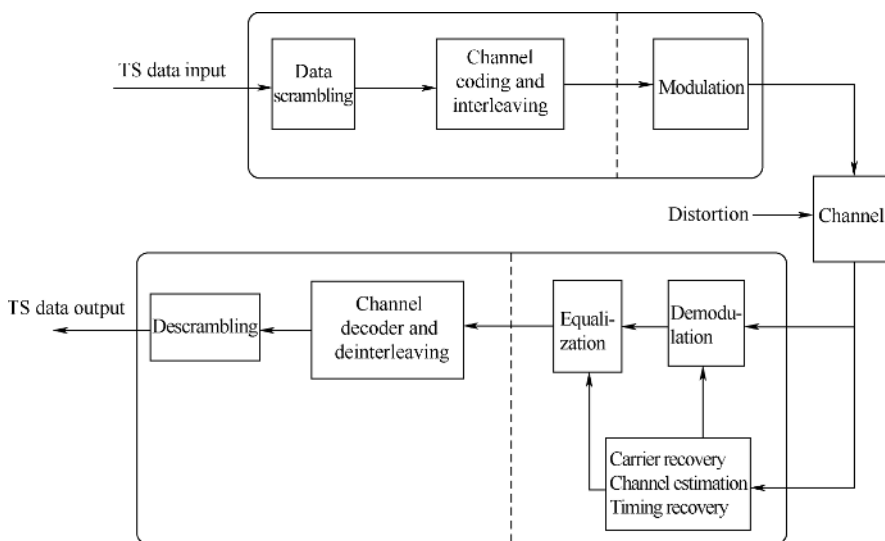 TS data input
Data
scrambling
Channel
coding and
interleaving
Modulation
Distortion
Channel
TS data output
Descrambling
Channel
decoder and
deinterleaving
Equali-
zation
Demodu-
lation
Carrier recovery
Channel estimation
Timing recovery